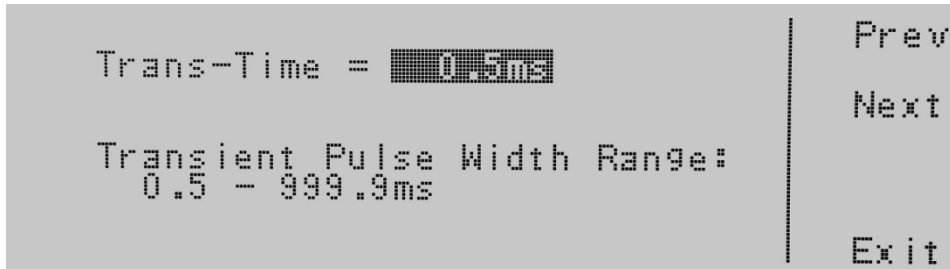 Trans-Time = 0.5ms
Transient Pulse Width Range:
0.5 - 999.9ms
Prev
Next
Exit